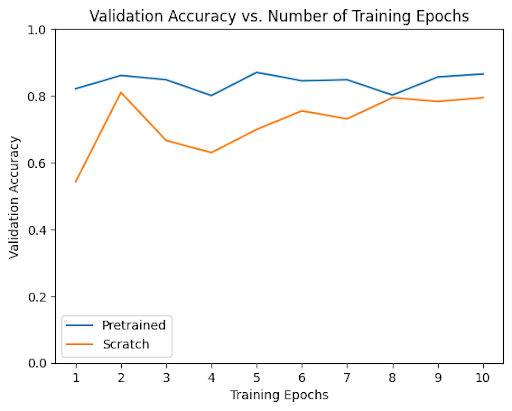 Validation Accuracy vs. Number of Training Epochs
1.0
0.8
0.6
0.4
0.2
0.0
Validation Accuracy
Pretrained
Scratch
1 2 3 4 5 6 7 8 9 10
Training Epochs